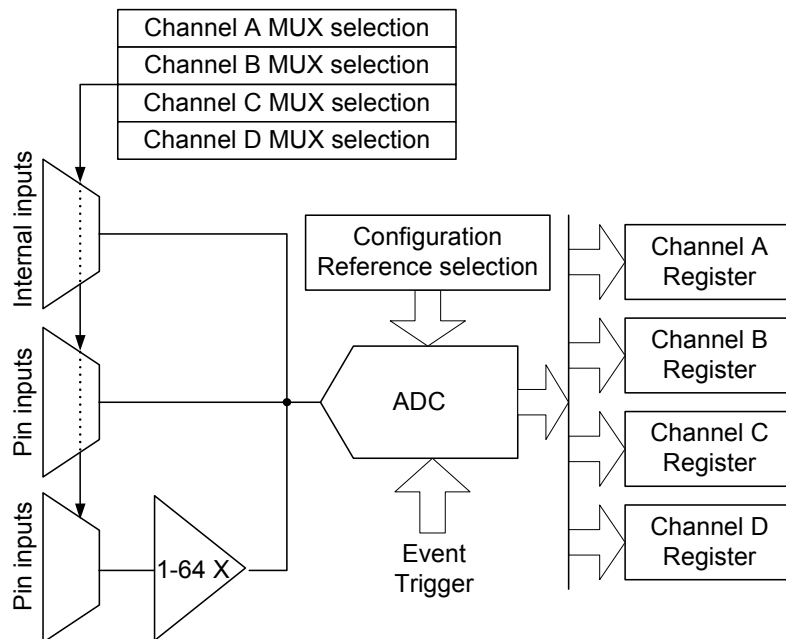 Channel A MUX selection
Channel B MUX selection
Channel C MUX selection
Channel D MUX selection
Internal inputs
Pin inputs
Pin inputs
1-64 X
Configuration
Reference selection
ADC
Event
Trigger
Channel A
Register
Channel B
Register
Channel C
Register
Channel D
Register